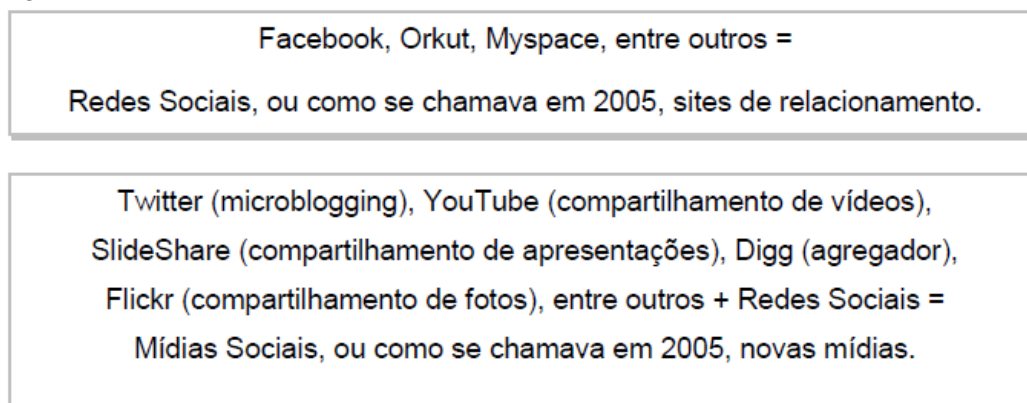 Facebook, Orkut, Myspace, entre outros =
Redes Sociais, ou como se chamava em 2005, sites de relacionamento.
Twitter (microblogging), YouTube (compartilhamento de vídeos),
SlideShare (compartilhamento de apresentações), Digg (agregador),
Flickr (compartilhamento de fotos), entre outros + Redes Sociais =
Mídias Sociais, ou como se chamava em 2005, novas mídias.